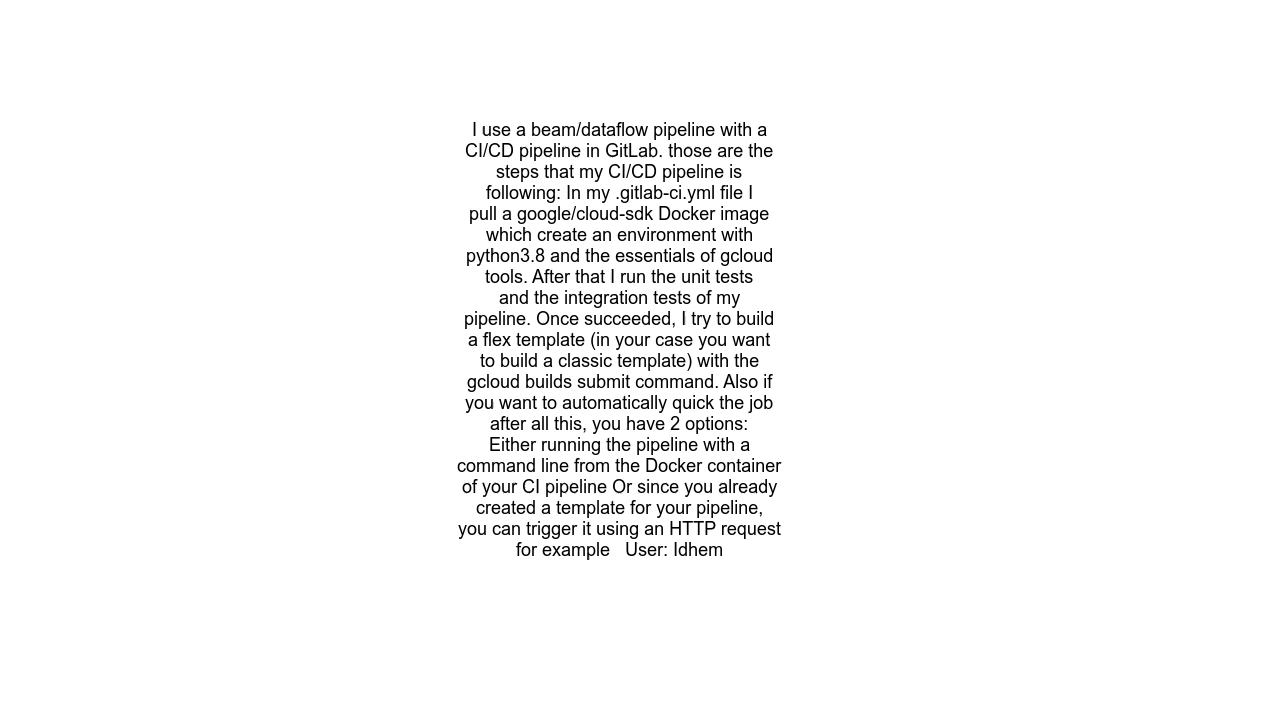 I use a beam/dataflow pipeline with a
CI/CD pipeline in GitLab. those are the
steps that my CI/CD pipeline is
following: In my .gitlab-ci.yml file I
pull a google/cloud-sdk Docker image
which create an environment with
python3.8 and the essentials of gcloud
tools. After that I run the unit tests
and the integration tests of my
pipeline. Once succeeded, I try to build
a flex template (in your case you want
to build a classic template) with the
gcloud builds submit command. Also if
you want to automatically quick the job
after all this, you have 2 options:
Either running the pipeline with a
command line from the Docker container
of your CI pipeline Or since you already
created a template for your pipeline,
you can trigger it using an HTTP request
for example   User: Idhem